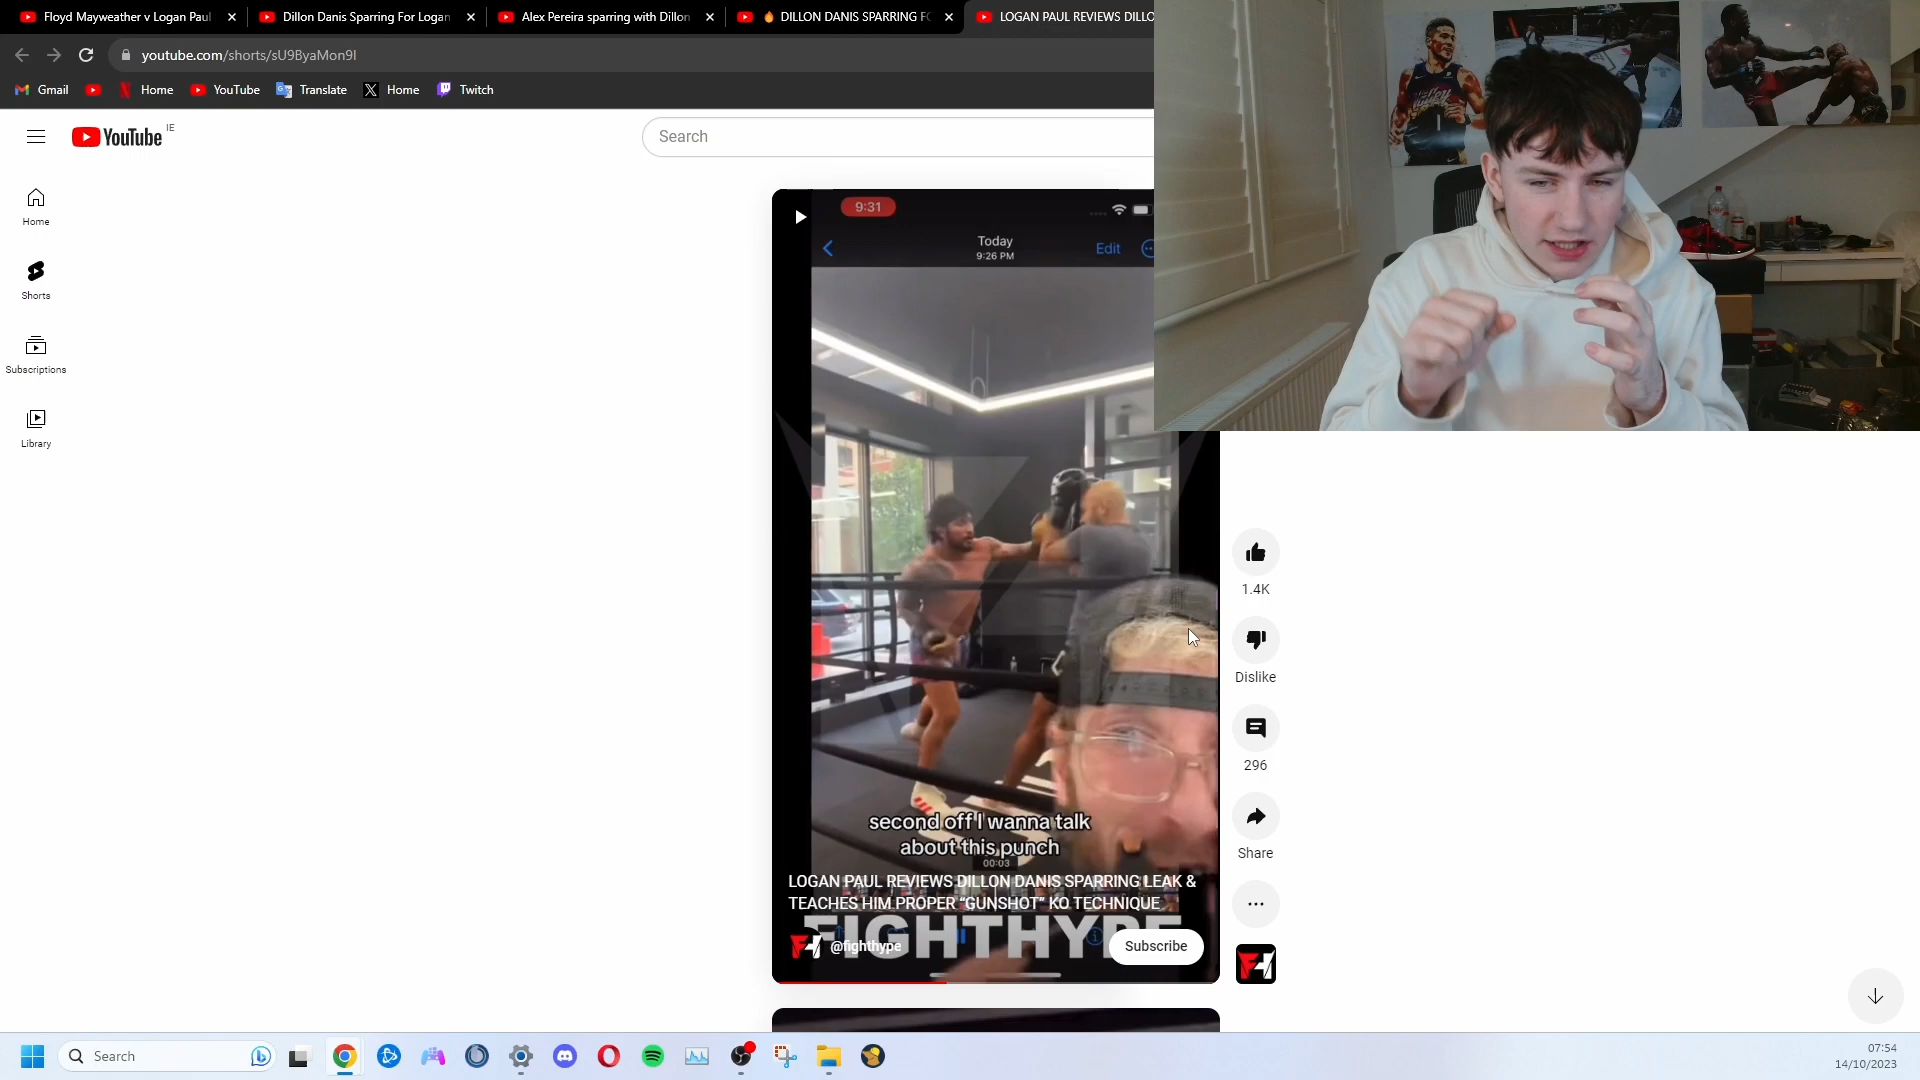 Floyd Mayweather v Logan Paul
Dillon Danis Sparring For Logan
Alex Pereira sparring with Dillon
🔥 DILLON DANIS SPARRING FO
LOGAN PAUL REVIEWS DILLO
youtube.com/shorts/sU9ByaMon9I
Gmail
Home
YouTube
Translate
Home
Twitch
YouTube IE
Search
Home
Shorts
Subscriptions
Library
9:31
Today
9:26 PM
Edit
second off I wanna talk
about this punch
00:03
LOGAN PAUL REVIEWS DILLON DANIS SPARRING LEAK &
TEACHES HIM PROPER “GUNSHOT” KO TECHNIQUE
FIGHTHYPE
@fighthype
Subscribe
1.4K
Dislike
296
Share
FH
Search
07:54
14/10/2023